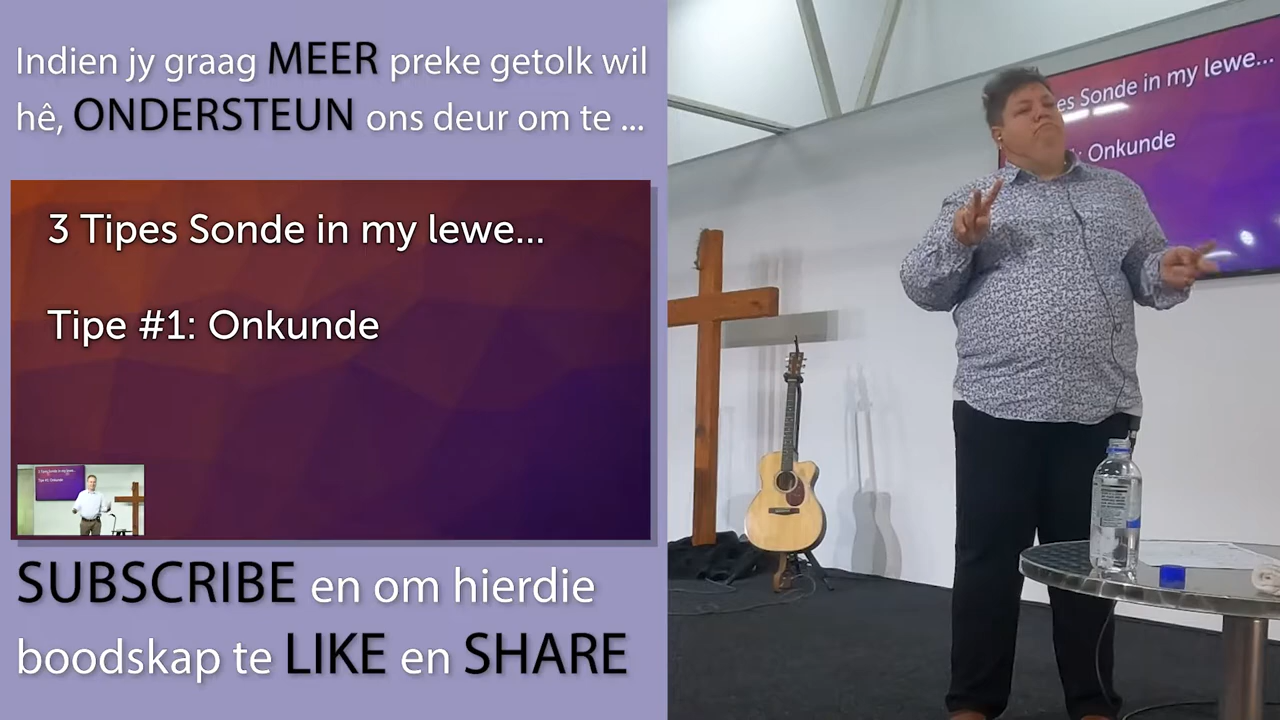 Indien jy graag MEER preke getolk wil
hê, ONDERSTEUN ons deur om te ...
3 Tipes Sonde in my lewe...
Tipe #1: Onkunde
SUBSCRIBE en om hierdie
boodskap te LIKE en SHARE
es Sonde in my lewe...
: Onkunde